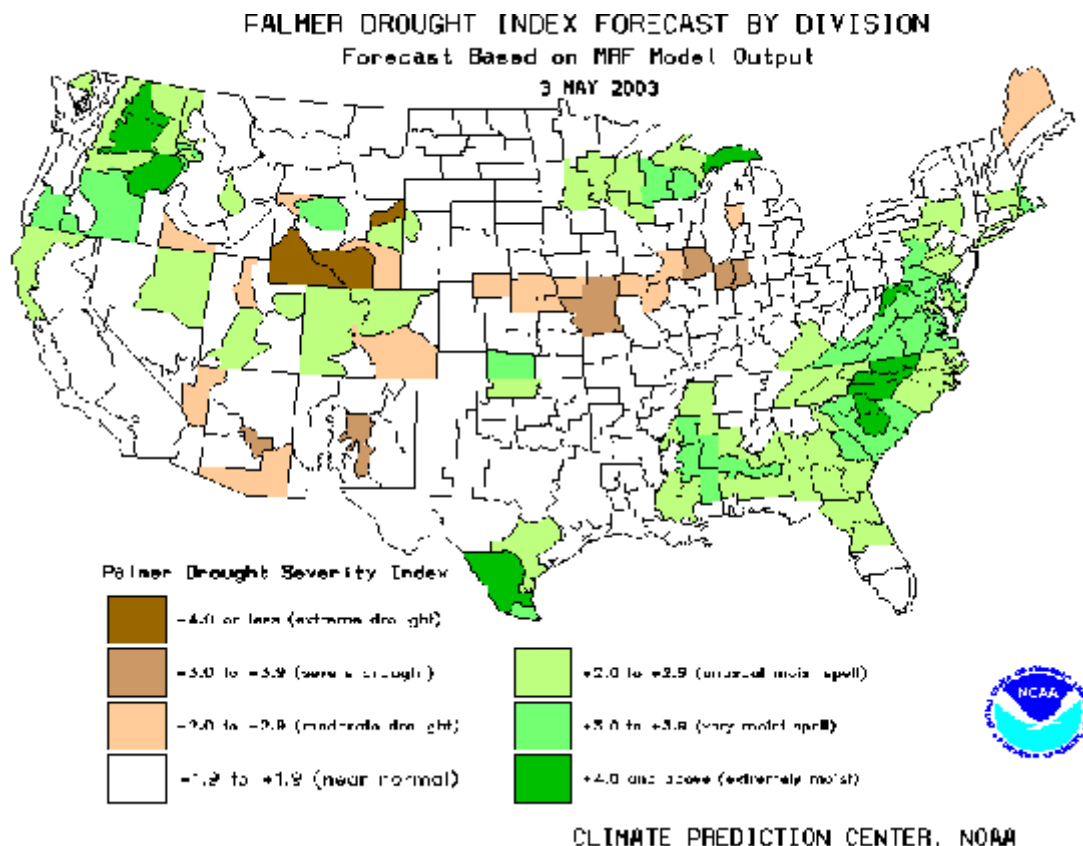 PALMER DROUGHT INDEX FORECAST BY DIVISION
Forecast Based on MRF Model Output
3 MAY 2003
Palmer Drought Severity Index
-4.0 or less (extreme drought)
-3.0 to -3.9 (severe drought)
-2.0 to -2.9 (moderate drought)
-1.9 to +1.9 (near normal)
+2.0 to +2.9 (unusual moist spell)
+3.0 to +3.9 (very moist spell)
+4.0 and above (extremely moist)
NOAA
CLIMATE PREDICTION CENTER, NOAA